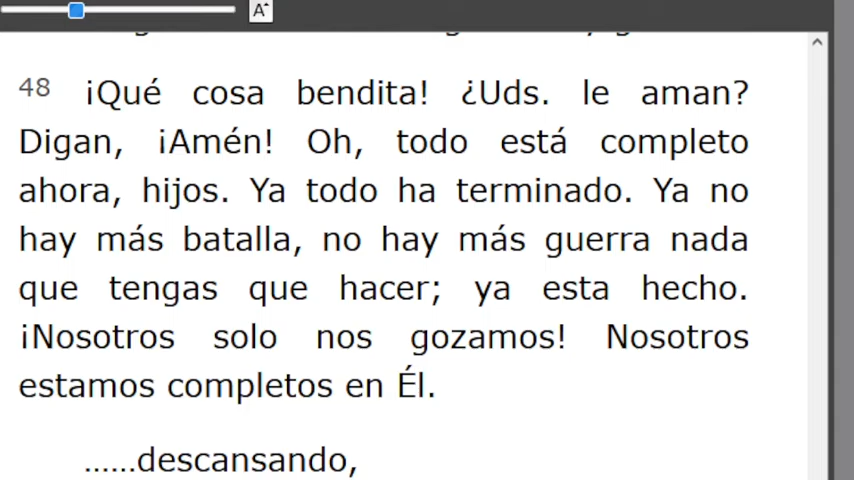 A
48 ¡Qué cosa bendita! ¿Uds. le aman?
Digan, ¡Amén! Oh, todo está completo
ahora, hijos. Ya todo ha terminado. Ya no
hay más batalla, no hay más guerra nada
que tengas que hacer; ya esta hecho.
¡Nosotros solo nos gozamos! Nosotros
estamos completos en Él.
......descansando,